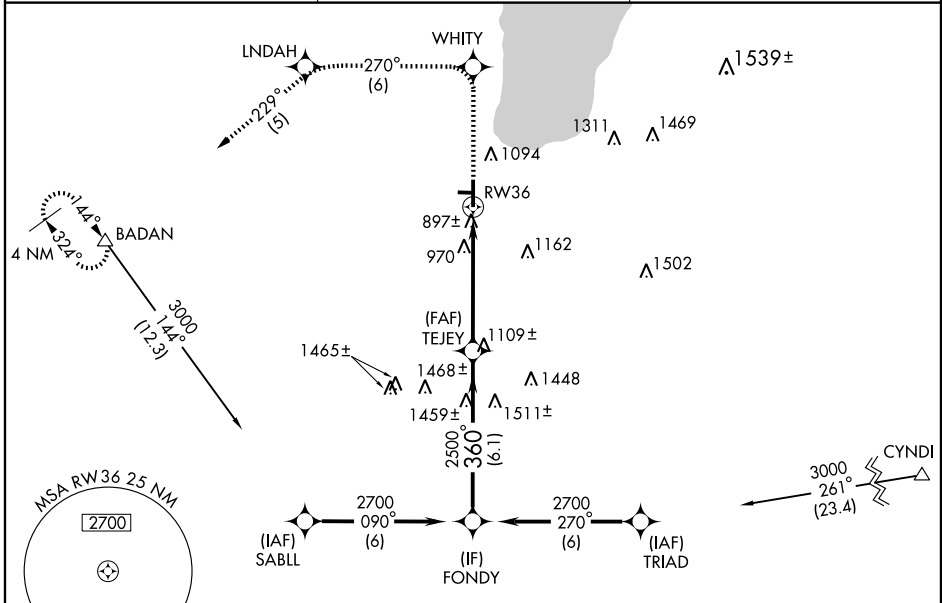 WHITY
LNDAH
270°
(6)
229°
(5)
1539±
1311
1469
1094
RW36
897±
970
1162
1502
144°
324°
4 NM
BADAN
3000
144°
(12.3)
(FAF)
TEJEY
1109±
1465±
1468±
1448
1459±
1511±
2500
360°
(6.1)
CYNDI
3000
261°
(23.4)
MSA RW36 25 NM
2700
2700
090°
(6)
2700
270°
(6)
(IAF)
SABLL
(IF)
FONDY
(IAF)
TRIAD